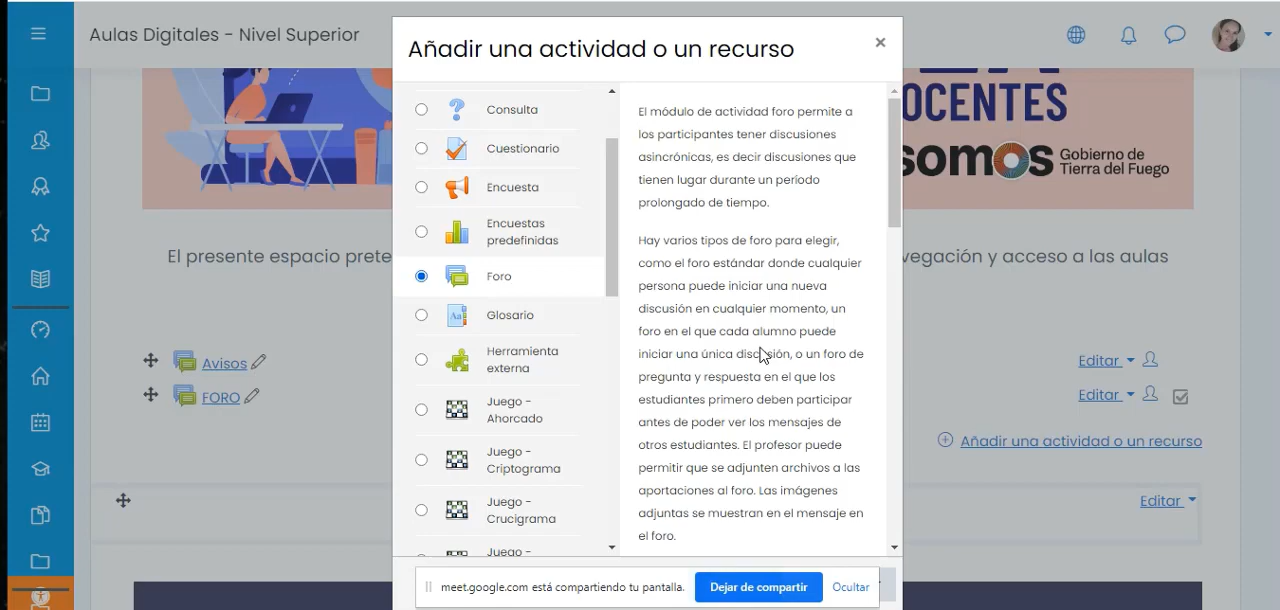 Aulas Digitales - Nivel Superior
Añadir una actividad o un recurso
×
Consulta
Cuestionario
Encuesta
Encuestas
predefinidas
Foro
Glosario
Herramienta
externa
Juego -
Ahorcado
Juego -
Criptograma
Juego -
Crucigrama
Juego -
El módulo de actividad foro permite a
los participantes tener discusiones
asincrónicas, es decir discusiones que
tienen lugar durante un período
prolongado de tiempo.
Hay varios tipos de foro para elegir,
como el foro estándar donde cualquier
persona puede iniciar una nueva
discusión en cualquier momento, un
foro en el que cada alumno puede
iniciar una única discusión, o un foro de
pregunta y respuesta en el que los
estudiantes primero deben participar
antes de poder ver los mensajes de
otros estudiantes. El profesor puede
permitir que se adjunten archivos a las
aportaciones al foro. Las imágenes
adjuntas se muestran en el mensaje en
el foro.
OCENTES
somos
Gobierno de
Tierra del Fuego
El presente espacio prete
vegación y acceso a las aulas
Avisos
Editar
FORO
Editar
Añadir una actividad o un recurso
Editar
meet.google.com está compartiendo tu pantalla.
Dejar de compartir
Ocultar